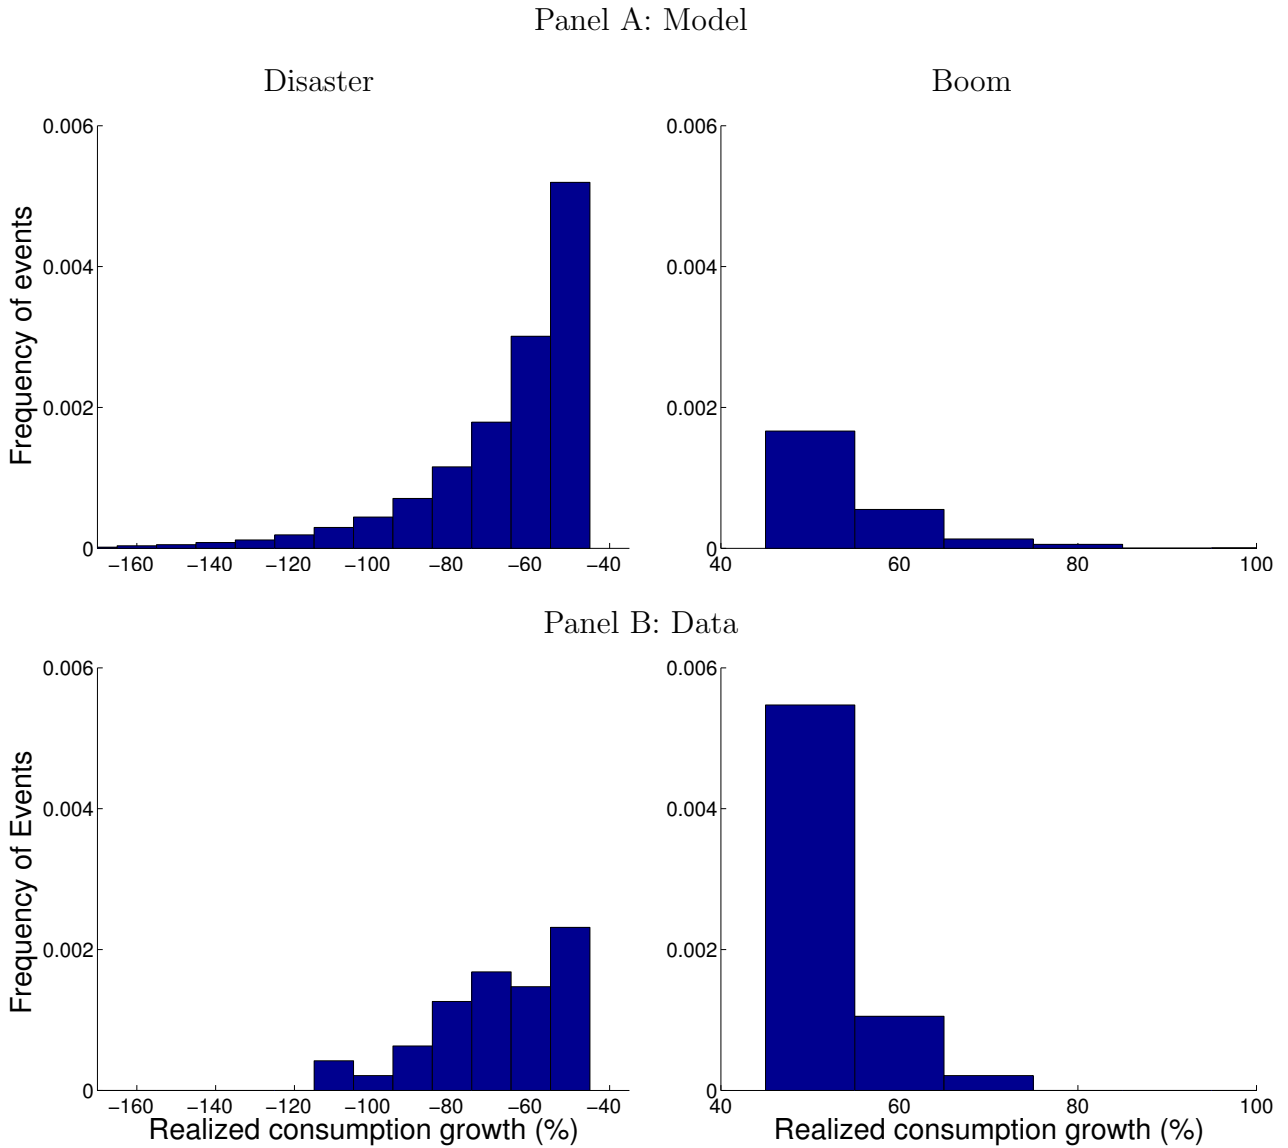 Panel A: Model
Disaster
Boom
0.006
0.004
0.002
0
Frequency of events
−160 −140 −120 −100 −80 −60 −40
0.006
0.004
0.002
0
40 60 80 100
Panel B: Data
0.006
0.004
0.002
0
Frequency of Events
−160 −140 −120 −100 −80 −60 −40
Realized consumption growth (%)
0.006
0.004
0.002
0
40 60 80 100
Realized consumption growth (%)